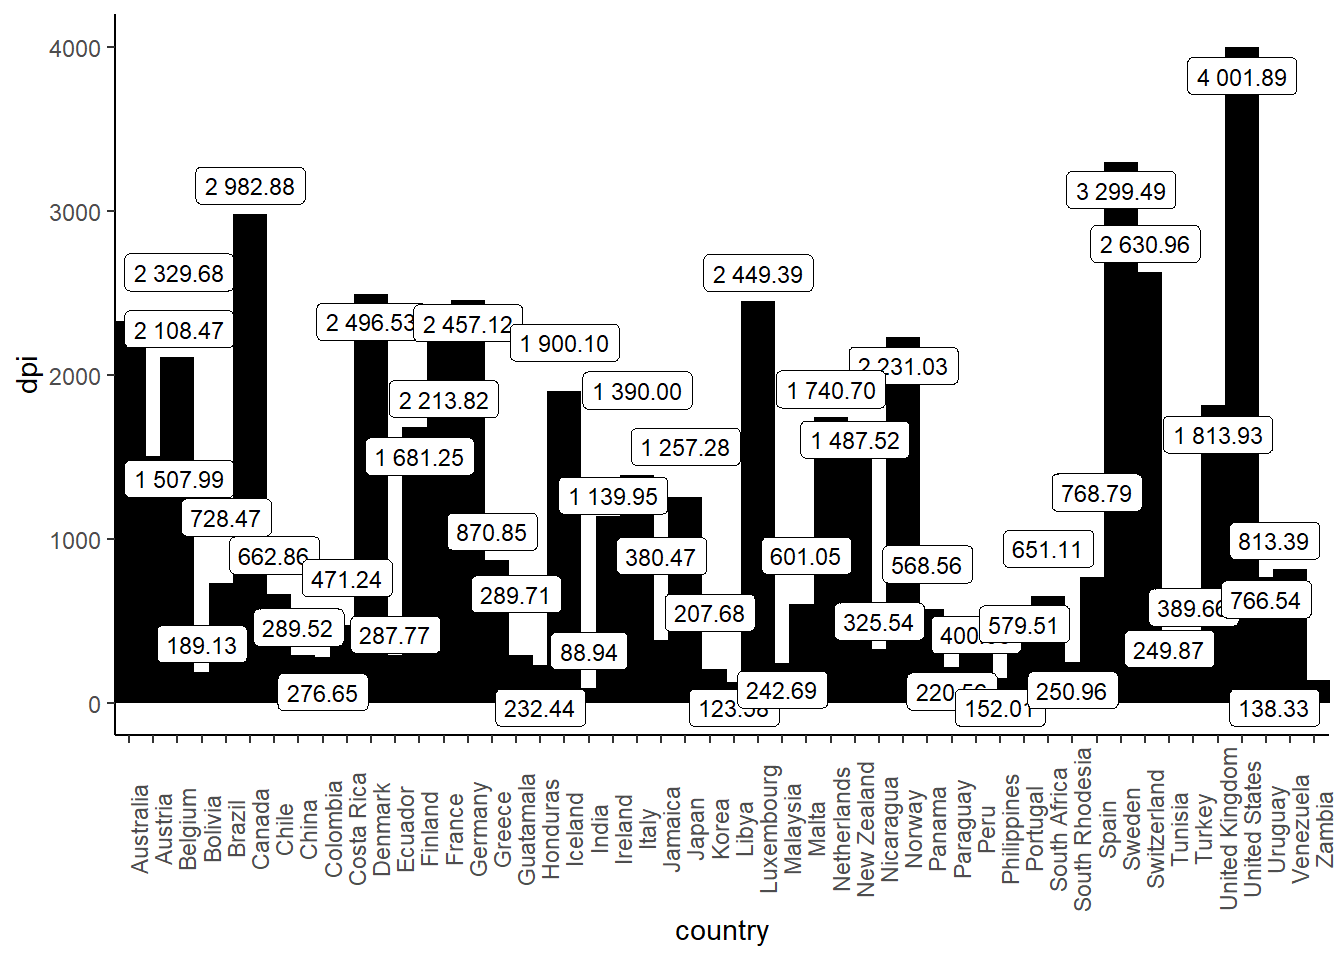 4000
3000
2000
1000
0
dpi
4 001.89
2 982.88
3 299.49
2 630.96
2 329.68
2 449.39
2 108.47
2 496.53
2 457.12
1 900.10
2 231.03
1 390.00
1 740.70
2 213.82
1 257.28
1 487.52
1 813.93
1 681.25
1 507.99
1 139.95
768.79
728.47
870.85
651.11
813.39
662.86
380.47
601.05
568.56
471.24
289.71
766.54
389.66
207.68
325.54
579.51
289.52
287.77
189.13
88.94
249.87
276.65
242.69
220.56
250.96
232.44
123.58
152.01
138.33
Australia
Austria
Belgium
Bolivia
Brazil
Canada
Chile
China
Colombia
Costa Rica
Denmark
Ecuador
Finland
France
Germany
Greece
Guatamala
Honduras
Iceland
India
Ireland
Italy
Jamaica
Japan
Korea
Libya
Luxembourg
Malaysia
Malta
Netherlands
New Zealand
Nicaragua
Norway
Panama
Paraguay
Peru
Philippines
Portugal
South Africa
South Rhodesia
Spain
Sweden
Switzerland
Tunisia
Turkey
United Kingdom
United States
Uruguay
Venezuela
Zambia
country